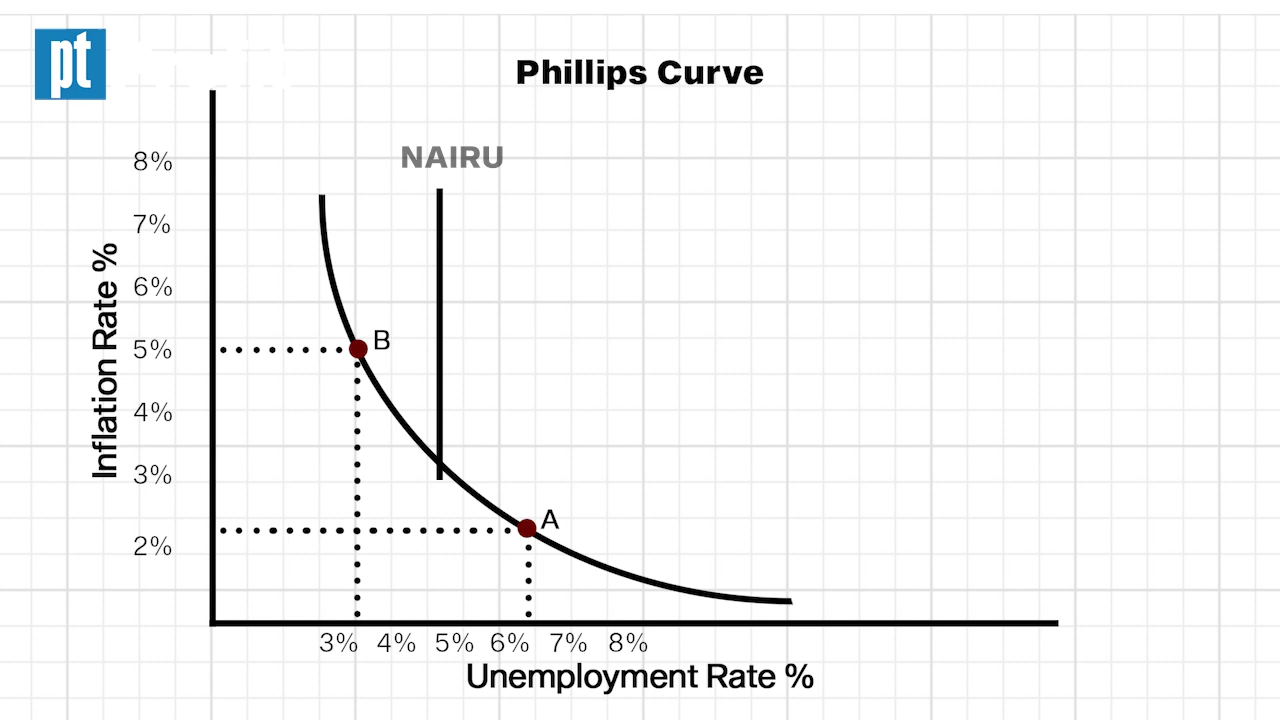 pt
Phillips Curve
NAIRU
8%
7%
6%
5%
4%
3%
2%
Inflation Rate %
B
A
3% 4% 5% 6% 7% 8%
Unemployment Rate %